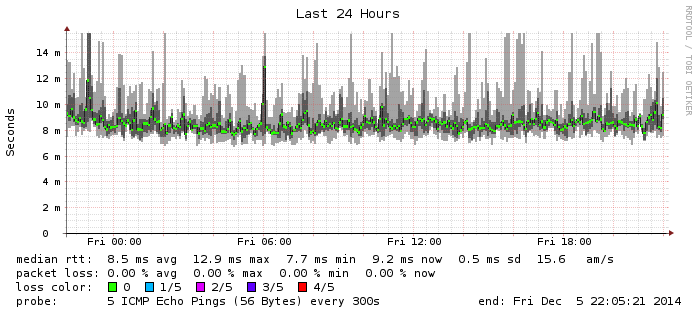 Last 24 Hours
RRDTOOL / TOBI OETIKER
Seconds
14 m
12 m
10 m
8 m
6 m
4 m
2 m
0
Fri 00:00 Fri 06:00 Fri 12:00 Fri 18:00
median rtt: 8.5 ms avg 12.9 ms max 7.7 ms min 9.2 ms now 0.5 ms sd 15.6 am/s
packet loss: 0.00 % avg 0.00 % max 0.00 % min 0.00 % now
loss color: 0 1/5 2/5 3/5 4/5
probe: 5 ICMP Echo Pings (56 Bytes) every 300s end: Fri Dec 5 22:05:21 2014